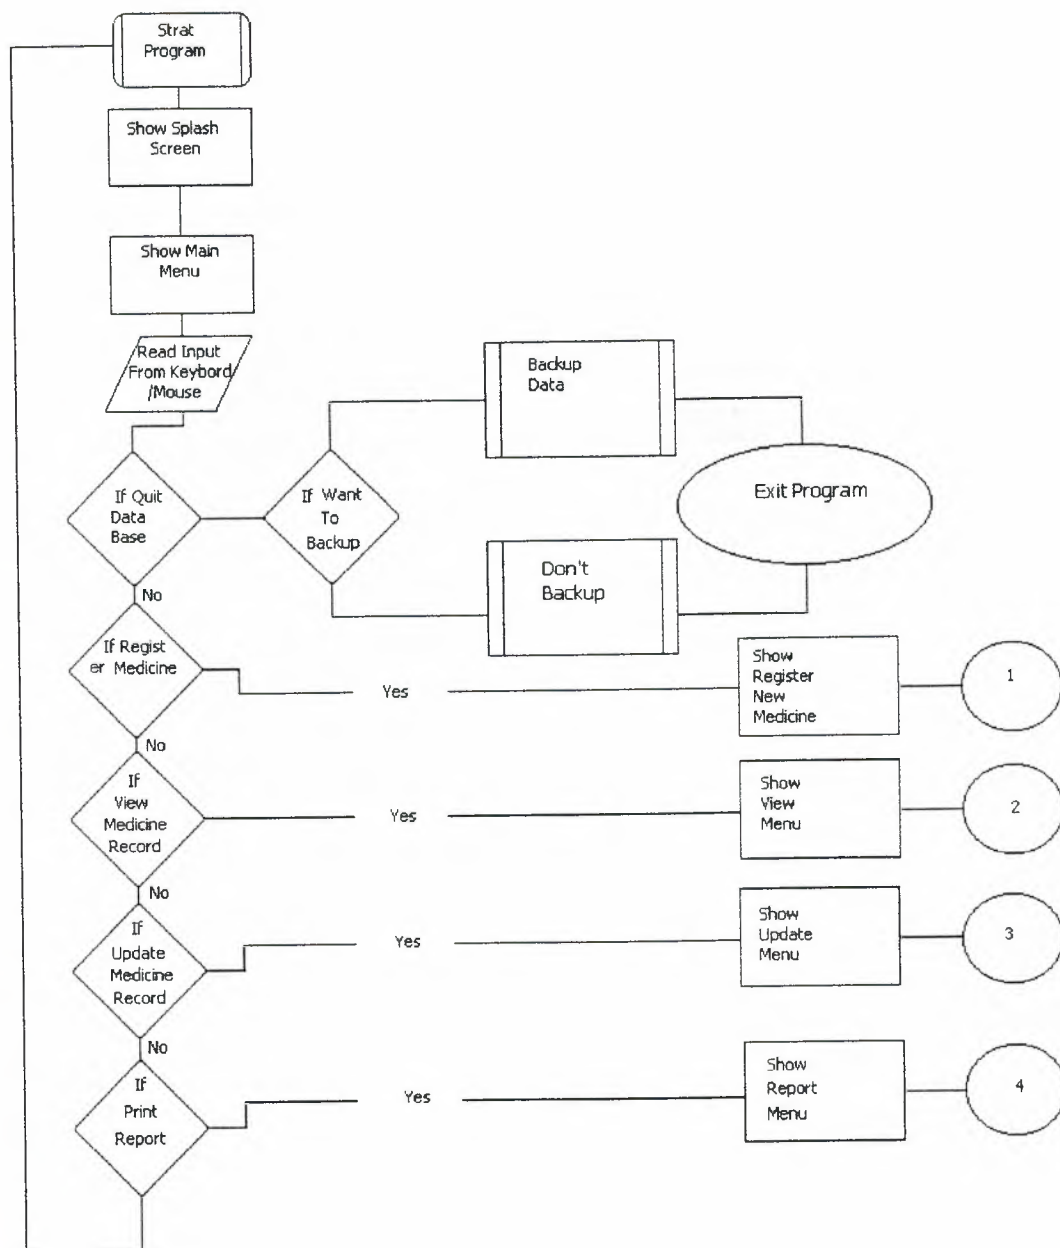 Strat
Program
Show Splash
Screen
Show Main
Menu
Read Input
From Keybord
/Mouse
If Quit
Data
Base
If Want
To
Backup
Backup
Data
Don't
Backup
Exit Program
No
If Regist
er Medicine
Yes
Show
Register
New
Medicine
1
No
If
View
Medicine
Record
Yes
Show
View
Menu
2
No
If
Update
Medicine
Record
Yes
Show
Update
Menu
3
No
If
Print
Report
Yes
Show
Report
Menu
4